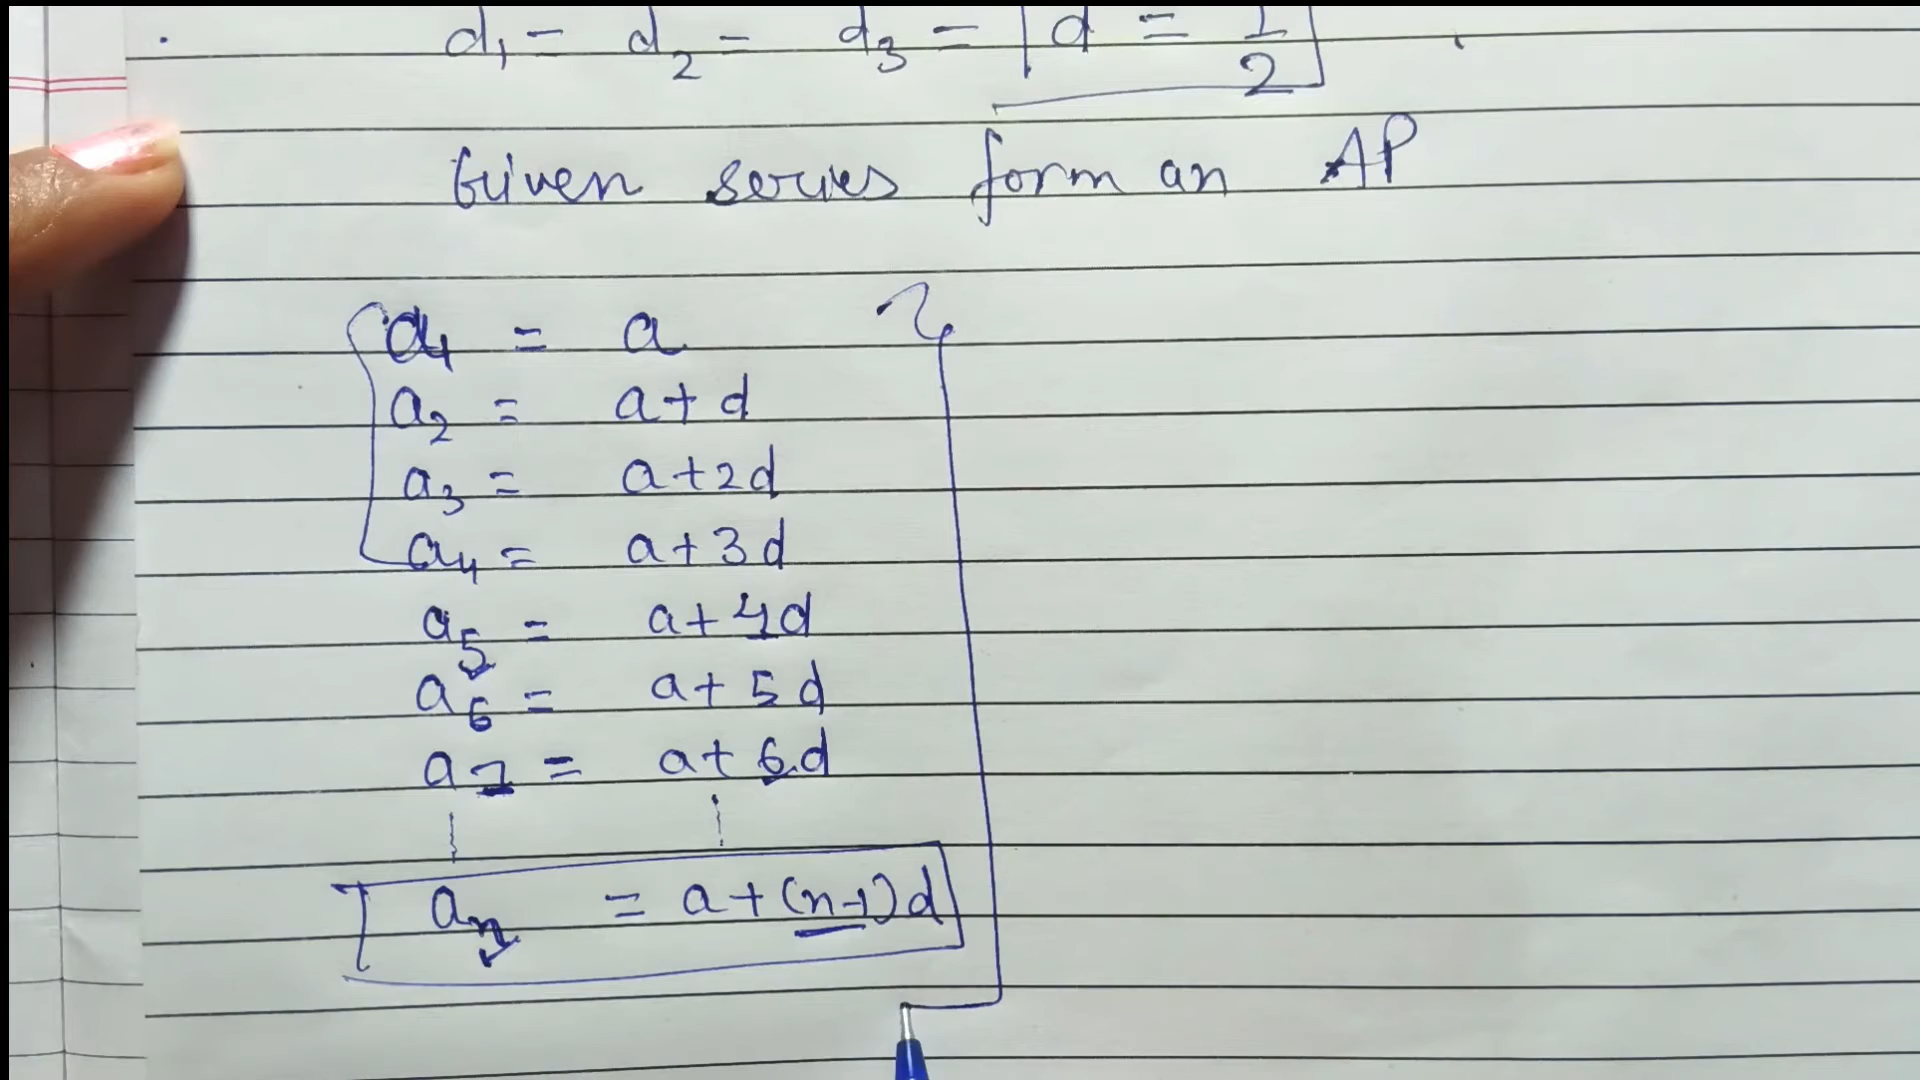 d₁ = d₂ = d₃ = d = 1/2
Given series form an AP
a₁ = a
a₂ = a+d
a₃ = a+2d
a₄ = a+3d
a₅ = a+4d
a₆ = a+5d
a₇ = a+6d
aₙ = a+(n-1)d